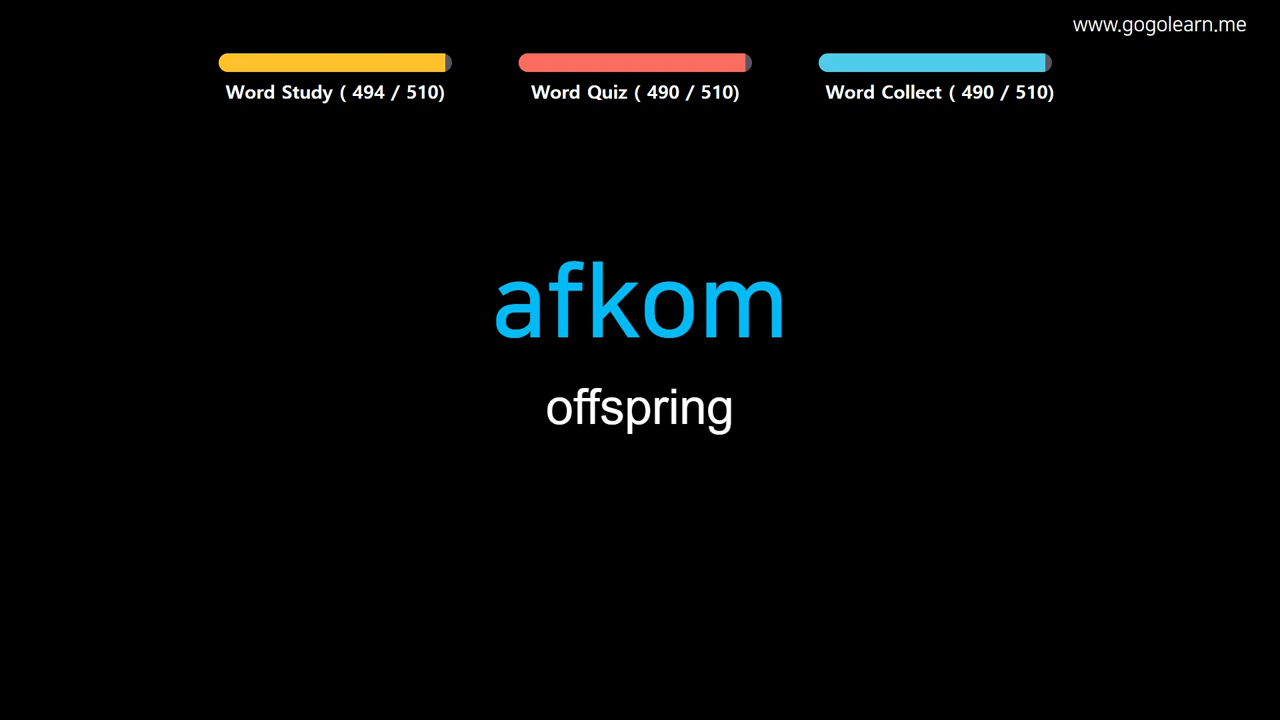 www.gogolearn.me
Word Study ( 494 / 510)
Word Quiz ( 490 / 510)
Word Collect ( 490 / 510)
afkom
offspring